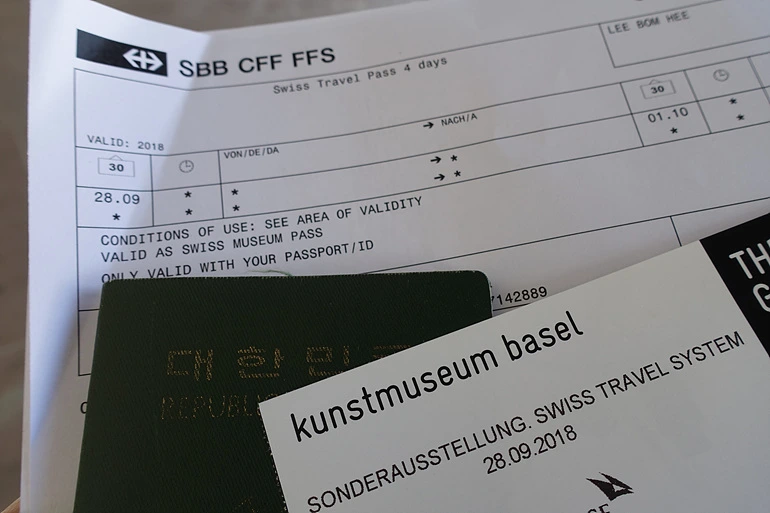 SBB CFF FFS
LEE BOM HEE
Swiss Travel Pass 4 days
VALID: 2018
VON/DE/DA
→ NACH/A
30
30
28.09 * * → * 01.10 *
* * * → * * *
CONDITIONS OF USE: SEE AREA OF VALIDITY
VALID AS SWISS MUSEUM PASS
ONLY VALID WITH YOUR PASSPORT/ID
7142889
대한민
REPUBLI
kunstmuseum basel
SONDERAUSSTELLUNG. SWISS TRAVEL SYSTEM
28.09.2018
TH
G